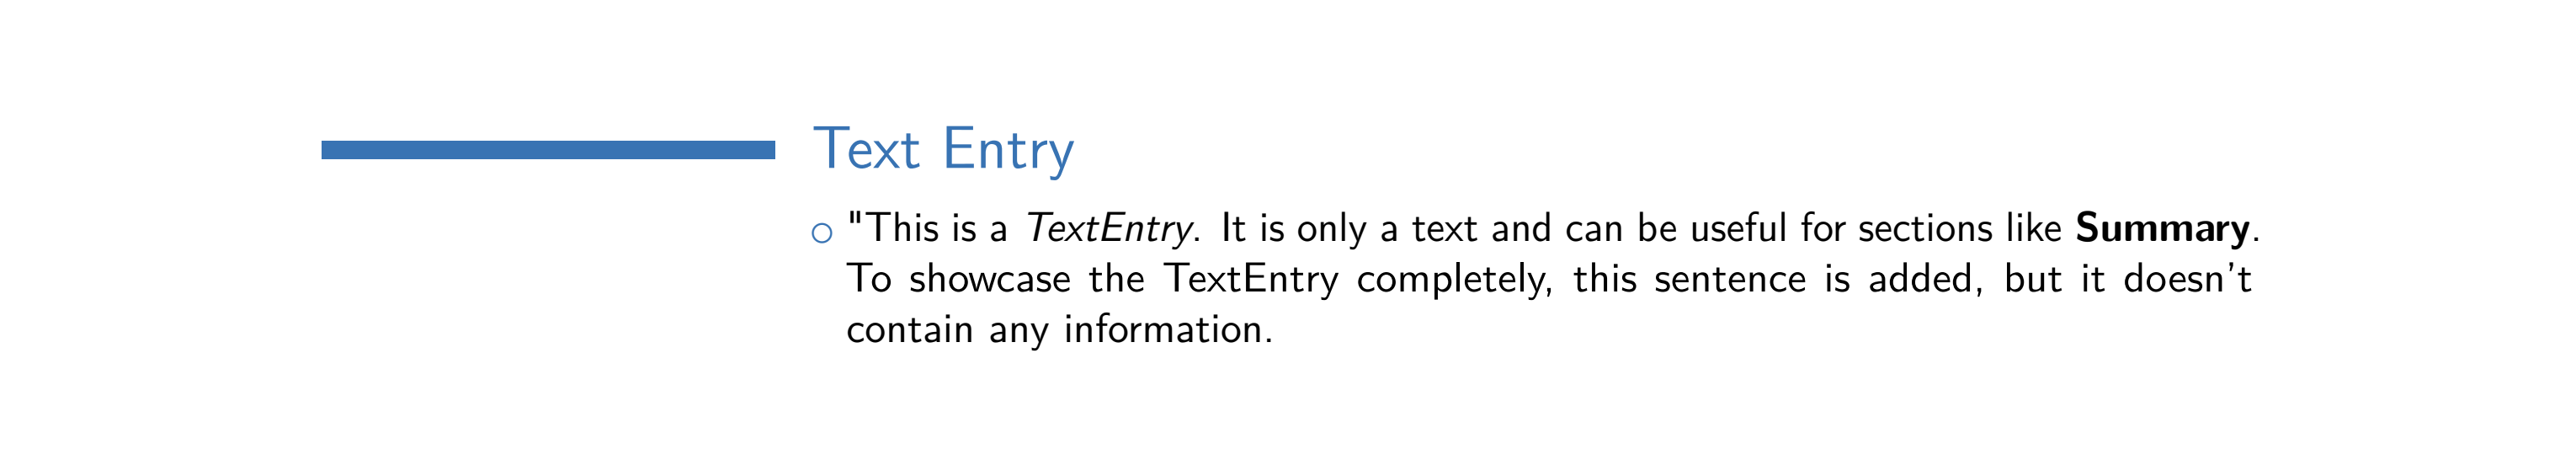 Text Entry
"This is a TextEntry. It is only a text and can be useful for sections like Summary.
To showcase the TextEntry completely, this sentence is added, but it doesn't
contain any information.